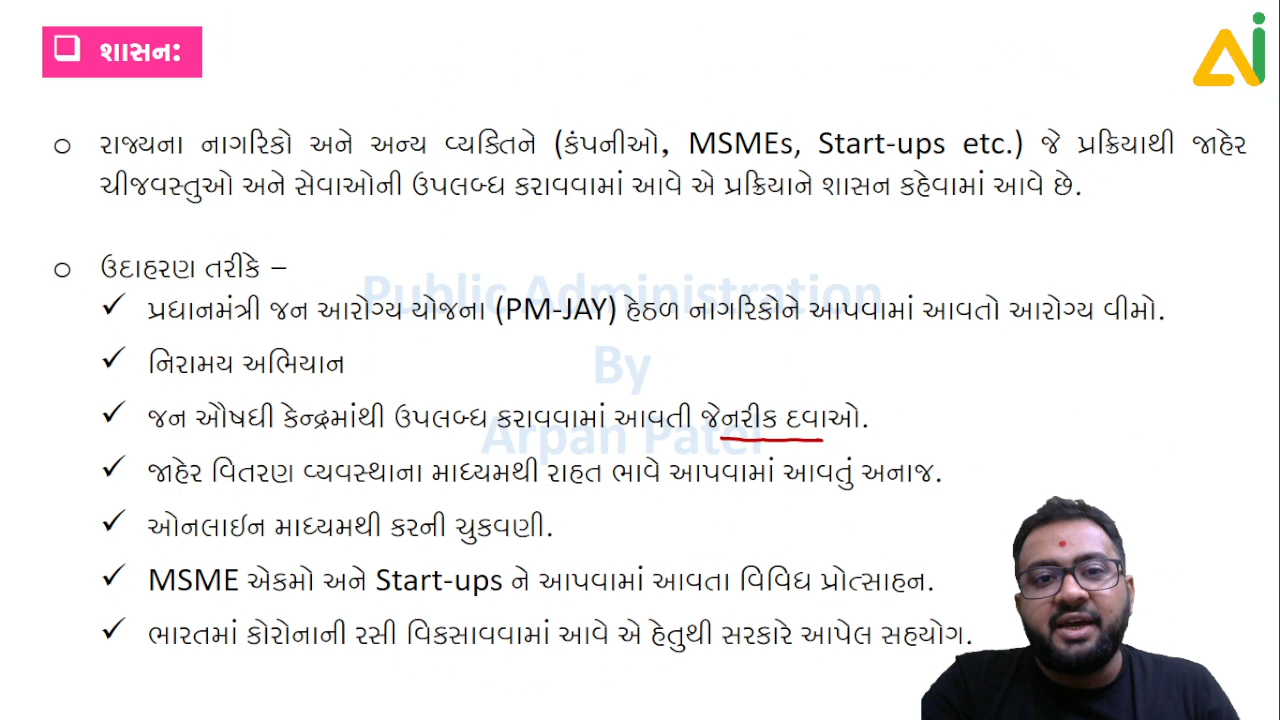 શાસન:
રાજ્યના નાગરિકો અને અન્ય વ્યક્તિને (કંપનીઓ, MSMEs, Start-ups etc.) જે પ્રક્રિયાથી જાહેર
ચીજવસ્તુઓ અને સેવાઓની ઉપલબ્ધ કરાવવામાં આવે એ પ્રક્રિયાને શાસન કહેવામાં આવે છે.
ઉદાહરણ તરીકે –
પ્રધાનમંત્રી જન આરોગ્ય યોજના (PM-JAY) હેઠળ નાગરિકોને આપવામાં આવતો આરોગ્ય વીમો.
નિરામય અભિયાન
જન ઔષધી કેન્દ્રમાંથી ઉપલબ્ધ કરાવવામાં આવતી જેનરીક દવાઓ.
જાહેર વિતરણ વ્યવસ્થાના માધ્યમથી રાહત ભાવે આપવામાં આવતું અનાજ.
ઓનલાઇન માધ્યમથી કરની ચુકવણી.
MSME એકમો અને Start-ups ને આપવામાં આવતા વિવિધ પ્રોત્સાહન.
ભારતમાં કોરોનાની રસી વિકસાવવામાં આવે એ હેતુથી સરકારે આપેલ સહયોગ.
Public Administration
By
Arpan Patel
Ai